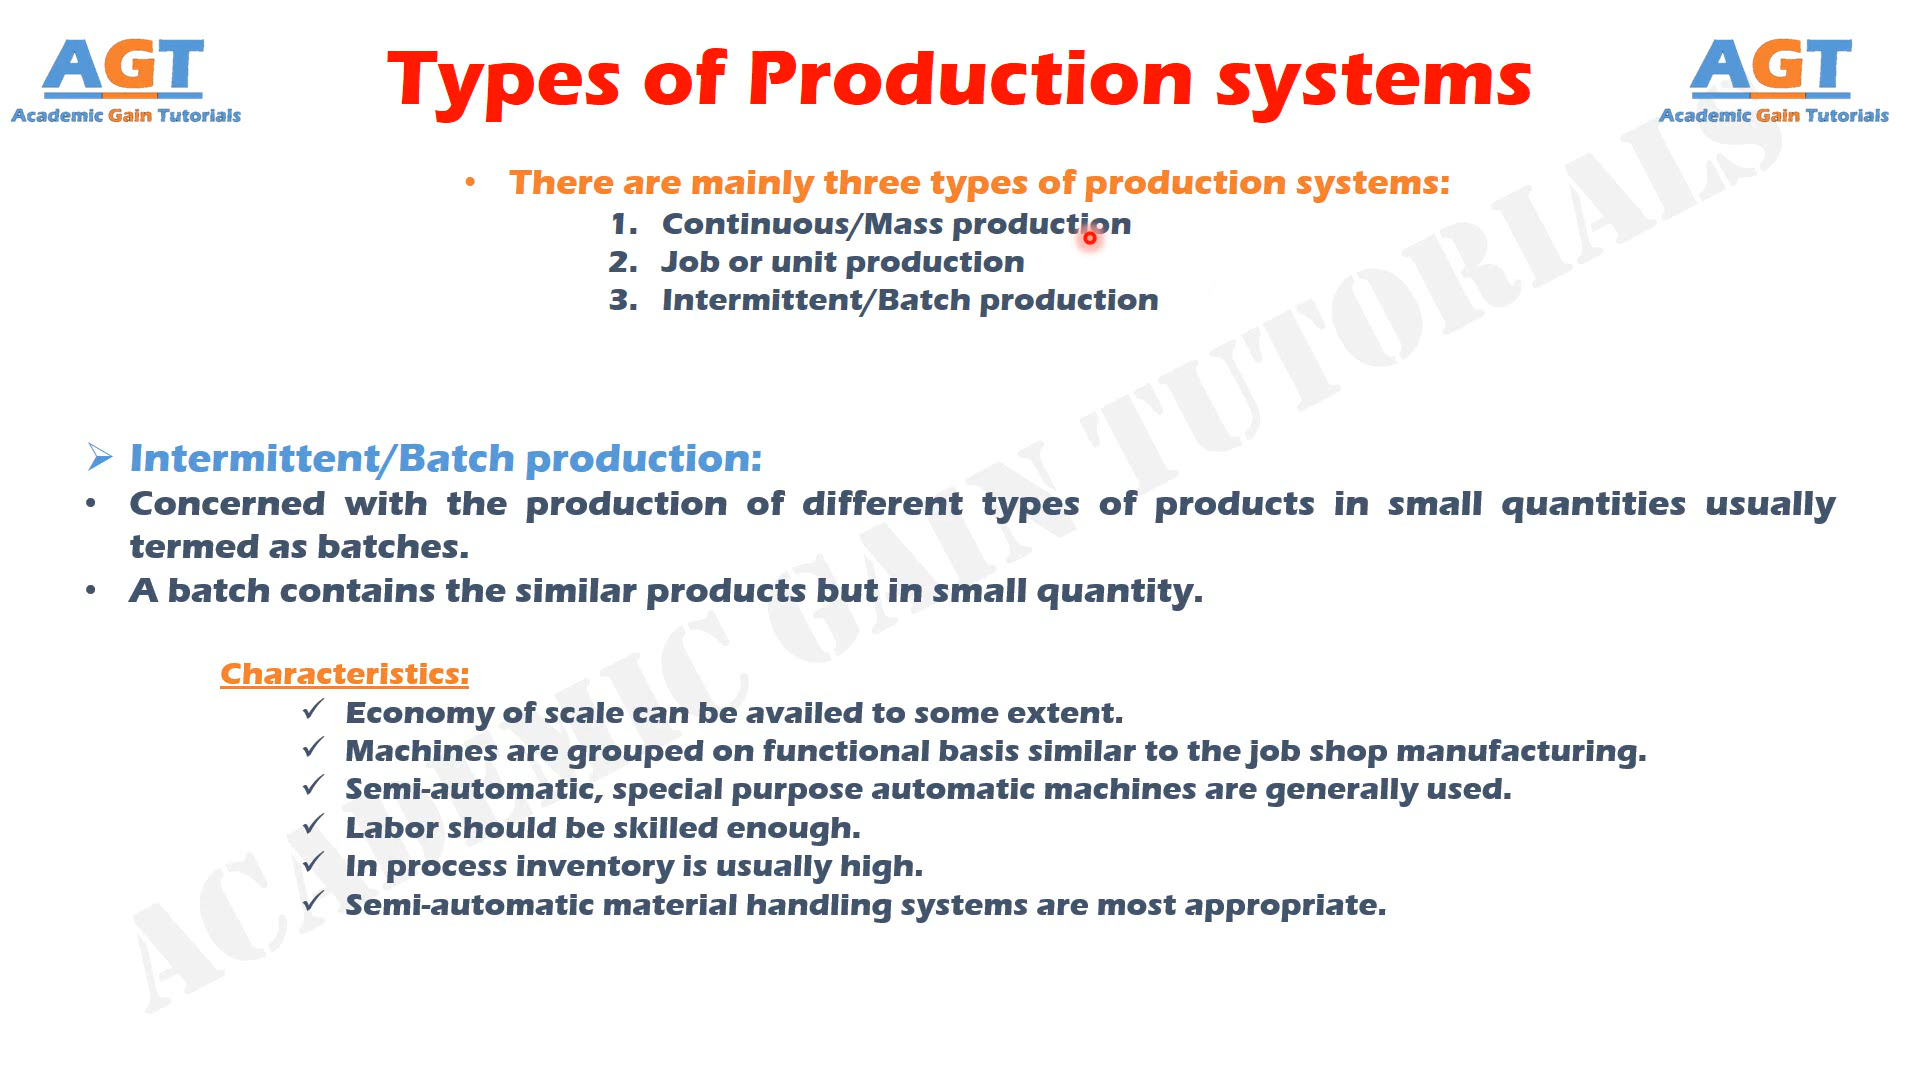 AGT
Academic Gain Tutorials
Types of Production systems
AGT
Academic Gain Tutorials
• There are mainly three types of production systems:
1. Continuous/Mass production
2. Job or unit production
3. Intermittent/Batch production
➢ Intermittent/Batch production:
• Concerned with the production of different types of products in small quantities usually
termed as batches.
• A batch contains the similar products but in small quantity.
Characteristics:
✓ Economy of scale can be availed to some extent.
✓ Machines are grouped on functional basis similar to the job shop manufacturing.
✓ Semi-automatic, special purpose automatic machines are generally used.
✓ Labor should be skilled enough.
✓ In process inventory is usually high.
✓ Semi-automatic material handling systems are most appropriate.
ACADEMIC GAIN TUTORIALS